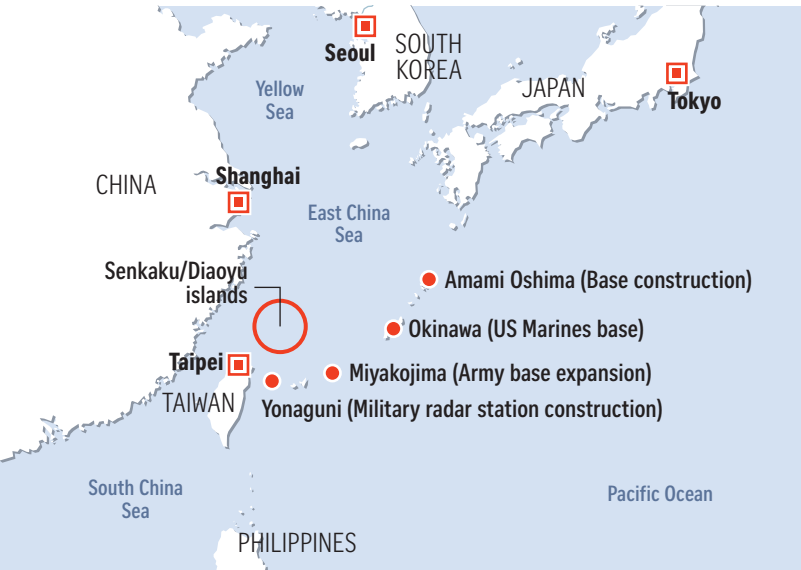 Seoul
SOUTH
KOREA
Yellow
Sea
JAPAN
Tokyo
CHINA
Shanghai
East China
Sea
Senkaku/Diaoyu
islands
Amami Oshima (Base construction)
Okinawa (US Marines base)
Taipei
Miyakojima (Army base expansion)
TAIWAN
Yonaguni (Military radar station construction)
South China
Sea
Pacific Ocean
PHILIPPINES